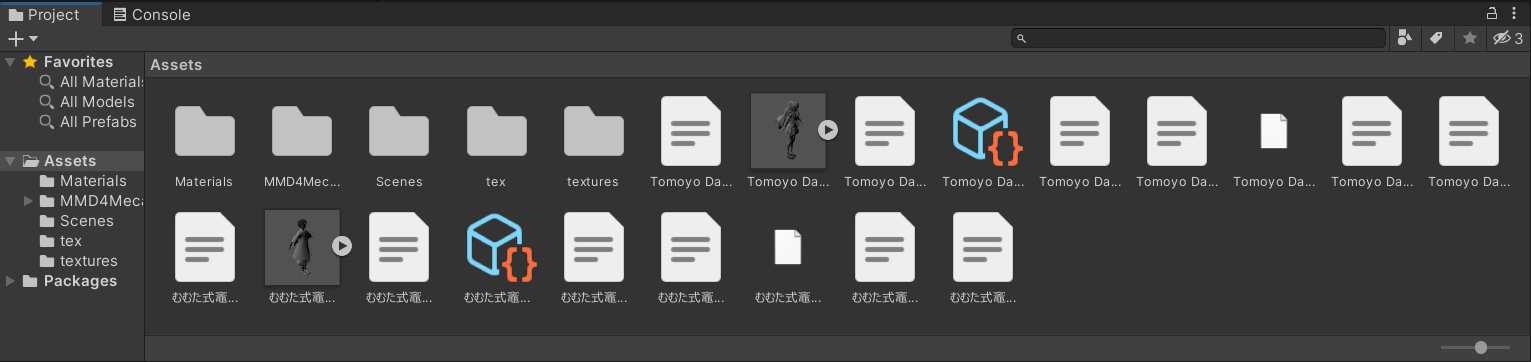 Project
Console
3
Favorites
All Materials
All Models
All Prefabs
Assets
Materials
MMD4Meca
Scenes
tex
textures
Packages
Assets
Materials
MMD4Mec...
Scenes
tex
textures
Tomoyo Da...
Tomoyo Da...
Tomoyo Da...
Tomoyo Da...
Tomoyo Da...
Tomoyo Da...
Tomoyo Da...
Tomoyo Da...
Tomoyo Da...
むむた式竈...
むむた式竈...
むむた式竈...
むむた式竈...
むむた式竈...
むむた式竈...
むむた式竈...
むむた式竈...
むむた式竈...